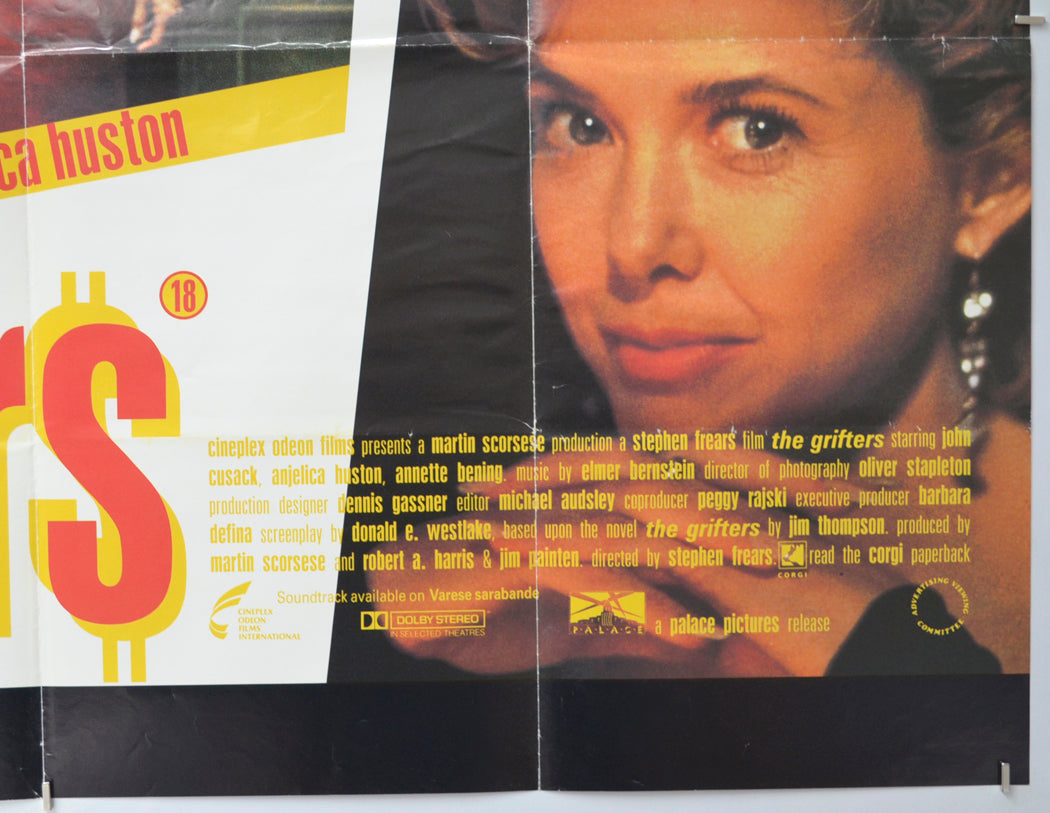 ca huston
18
rs
cineplex odeon films presents a martin scorsese production a stephen frears film the grifters starring john
cusack, anjelica huston, annette bening. music by elmer bernstein director of photography oliver stapleton
production designer dennis gassner editor michael audsley coproducer peggy rajski executive producer barbara
defina screenplay by donald e. westlake, based upon the novel the grifters by jim thompson. produced by
martin scorsese and robert a. harris & jim painten. directed by stephen frears. CORGI read the corgi paperback
CINEPLEX
ODEON
FILMS
INTERNATIONAL
Soundtrack available on Varese sarabande
DOLBY STEREO
IN SELECTED THEATRES
PALACE
a palace pictures release
ADVERTISING VIEWING COMMITTEE